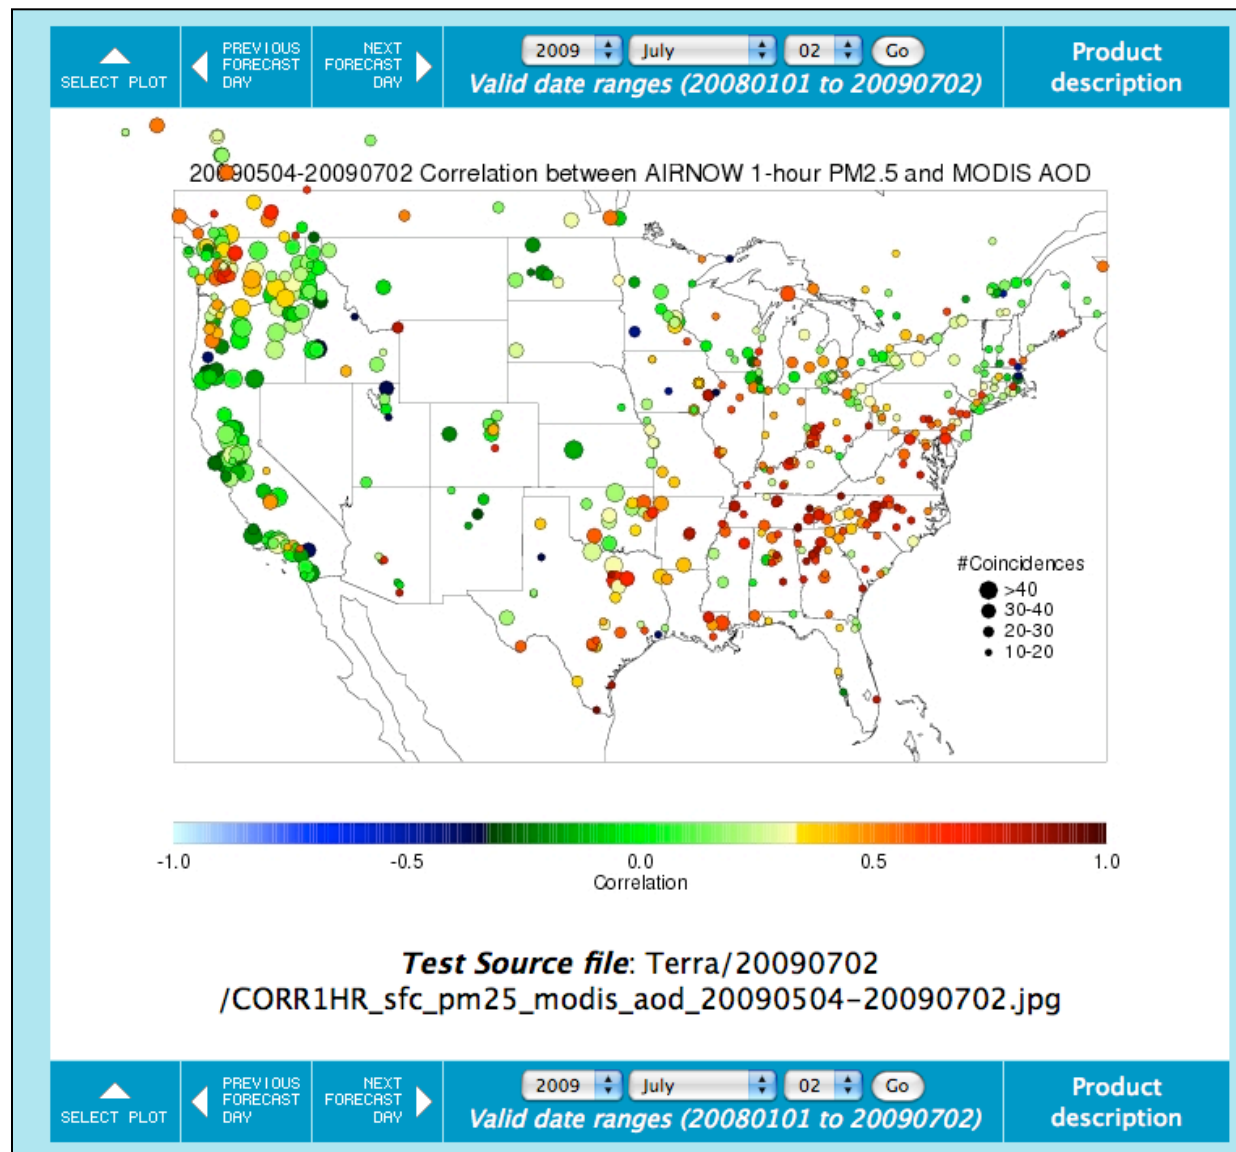 SELECT PLOT
PREVIOUS
FORECAST
DAY
NEXT
FORECAST
DAY
2009 July 02 Go
Valid date ranges (20080101 to 20090702)
Product
description
20090504-20090702 Correlation between AIRNOW 1-hour PM2.5 and MODIS AOD
#Coincidences
>40
30-40
20-30
10-20
-1.0 -0.5 0.0 0.5 1.0
Correlation
Test Source file: Terra/20090702
/CORR1HR_sfc_pm25_modis_aod_20090504-20090702.jpg
SELECT PLOT
PREVIOUS
FORECAST
DAY
NEXT
FORECAST
DAY
2009 July 02 Go
Valid date ranges (20080101 to 20090702)
Product
description